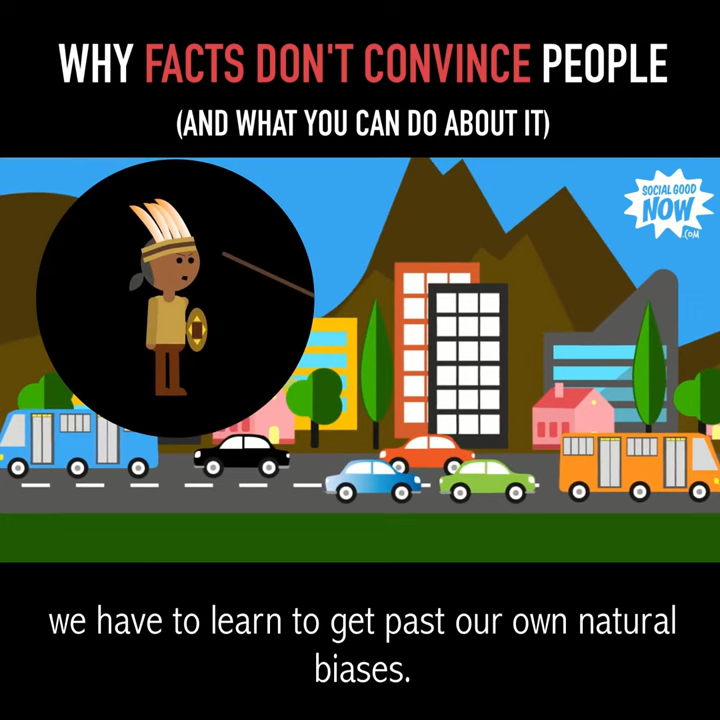 WHY FACTS DON'T CONVINCE PEOPLE
(AND WHAT YOU CAN DO ABOUT IT)
SOCIAL GOOD
NOW
.COM
we have to learn to get past our own natural
biases.